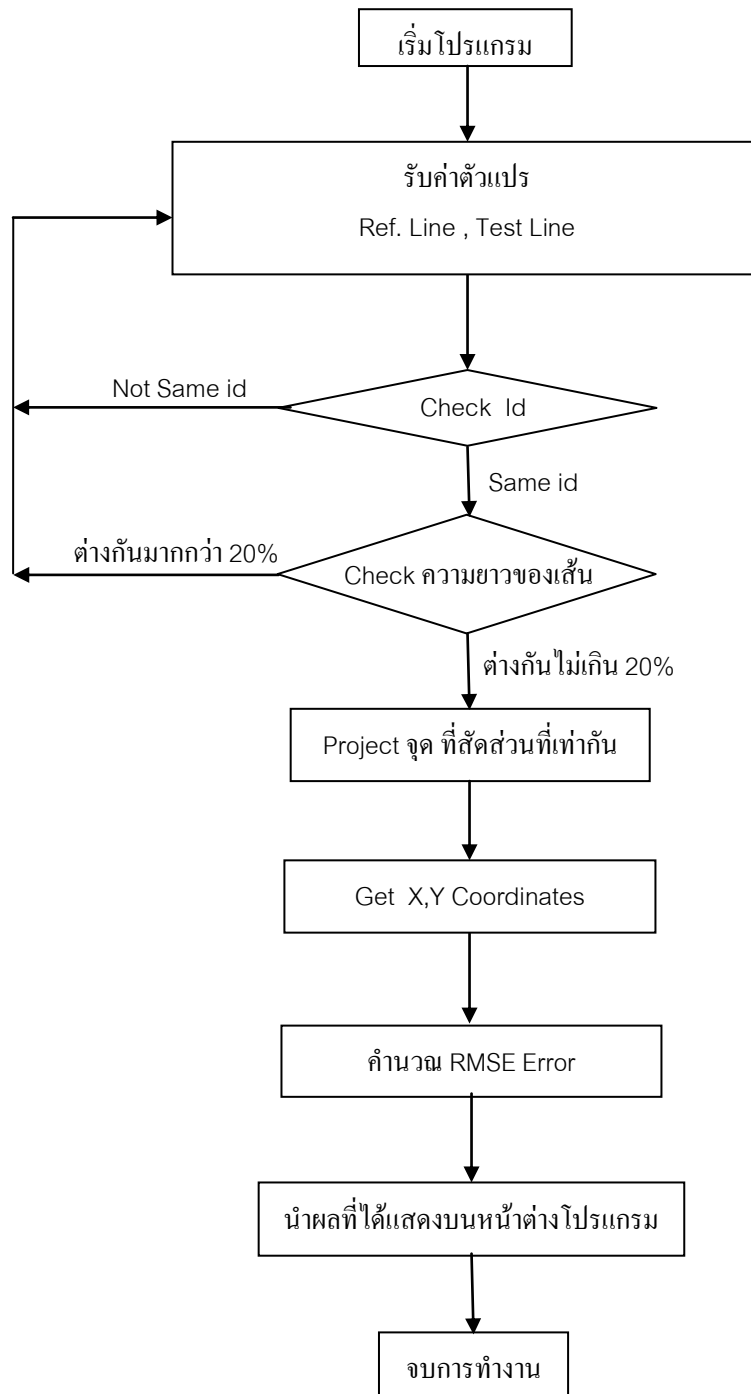 เริ่มโปรแกรม
รับค่าตัวแปร
Ref. Line , Test Line
Not Same id
Check Id
Same id
ต่างกันมากกว่า 20%
Check ความยาวของเส้น
ต่างกันไม่เกิน 20%
Project จุด ที่สัดส่วนที่เท่ากัน
Get X,Y Coordinates
คำนวณ RMSE Error
นำผลที่ได้แสดงบนหน้าต่างโปรแกรม
จบการทำงาน